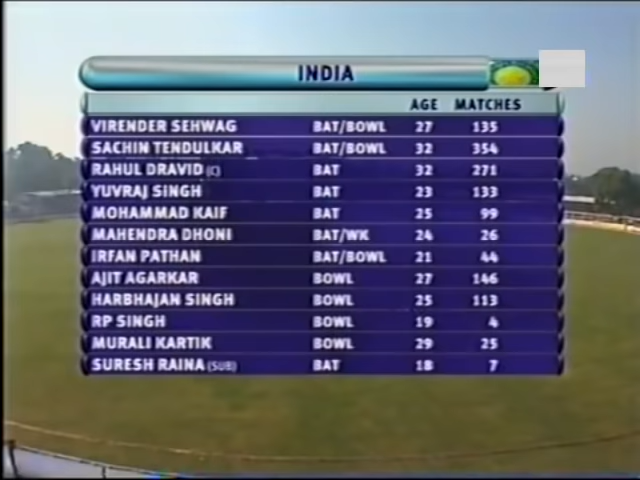 INDIA
AGE MATCHES
VIRENDER SEHWAG BAT/BOWL 27 135
SACHIN TENDULKAR BAT/BOWL 32 354
RAHUL DRAVID (C) BAT 32 271
YUVRAJ SINGH BAT 23 133
MOHAMMAD KAIF BAT 25 99
MAHENDRA DHONI BAT/WK 24 26
IRFAN PATHAN BAT/BOWL 21 44
AJIT AGARKAR BOWL 27 146
HARBHAJAN SINGH BOWL 25 113
RP SINGH BOWL 19 4
MURALI KARTIK BOWL 29 25
SURESH RAINA (SUB) BAT 18 7